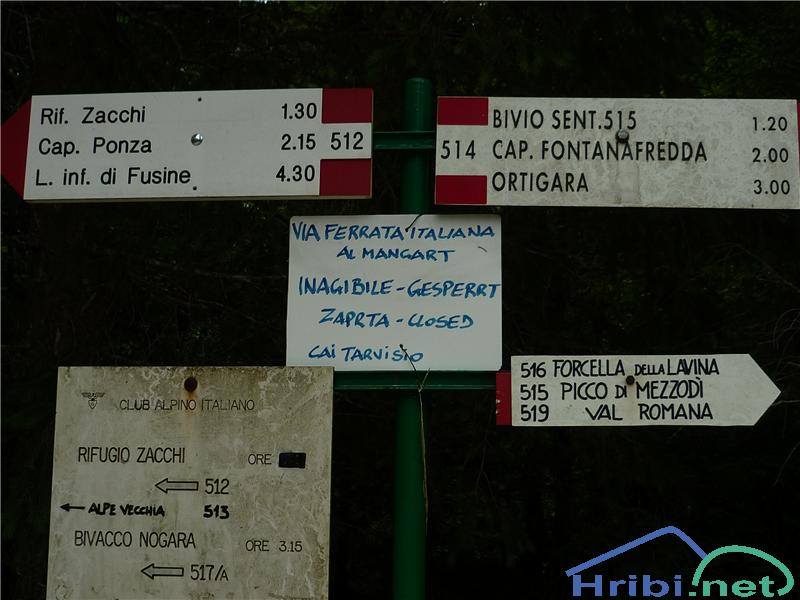 Rif. Zacchi 1.30
Cap. Ponza 2.15 512
L. inf. di Fusine 4.30
BIVIO SENT.515 1.20
514 CAP. FONTANAFREDDA 2.00
ORTIGARA 3.00
VIA FERRATA ITALIANA
AL MANGART
INAGIBILE-GESPERRT
ZAPRTA-CLOSED
CAI TARVISIO
516 FORCELLA DELLA LAVINA
515 PICCO DI MEZZODÌ
519 VAL ROMANA
CLUB ALPINO ITALIANO
RIFUGIO ZACCHI ORE
512
ALPE VECCHIA 513
BIVACCO NOGARA ORE 3.15
517/A
Hribi.net